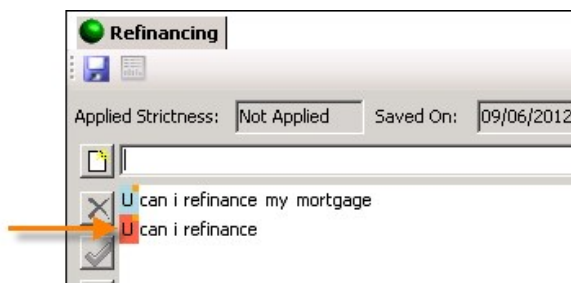 Refinancing
Applied Strictness: Not Applied Saved On: 09/06/2012
U can i refinance my mortgage
U can i refinance